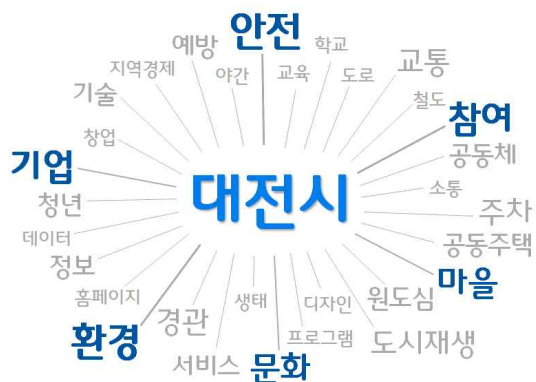 안전
예방
학교
지역경제
야간
교육
도로
교통
기술
철도
창업
참여
기업
공동체
대전시
소통
청년
주차
데이터
공동주택
정보
마을
홈페이지
생태
디자인
원도심
환경
경관
프로그램
도시재생
서비스
문화